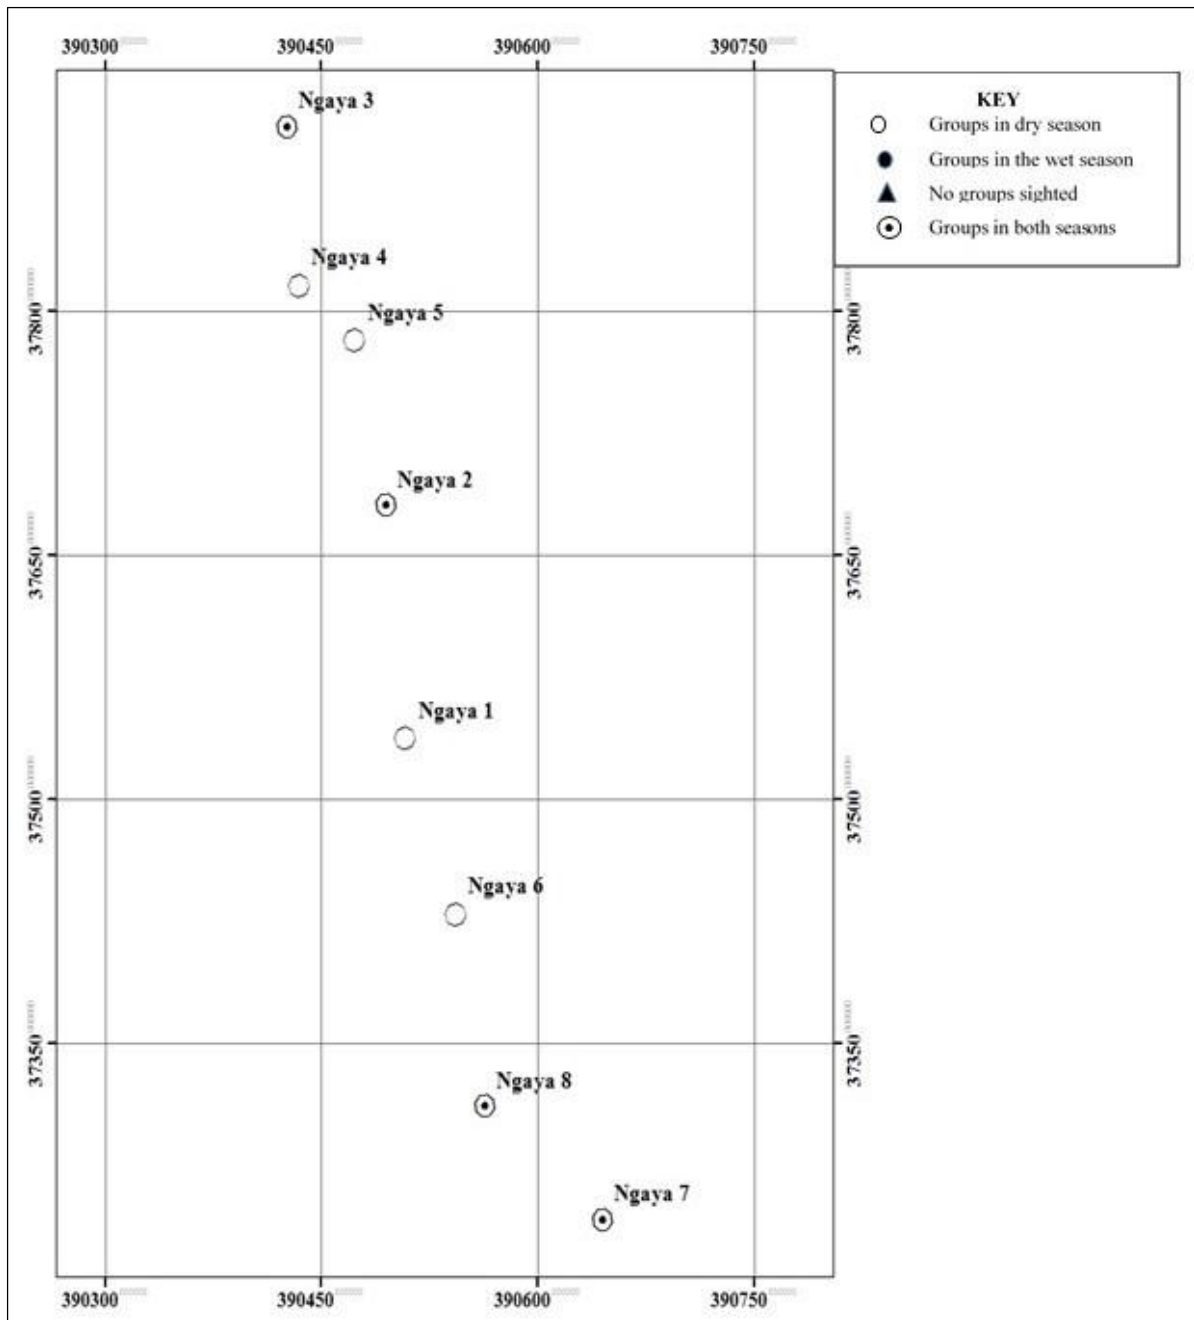 390300 390450 390600 390750
KEY
Groups in dry season
Groups in the wet season
No groups sighted
Groups in both seasons
Ngaya 3
Ngaya 4
Ngaya 5
Ngaya 2
Ngaya 1
Ngaya 6
Ngaya 8
Ngaya 7
37800 37800
37650 37650
37500 37500
37350 37350
390300 390450 390600 390750